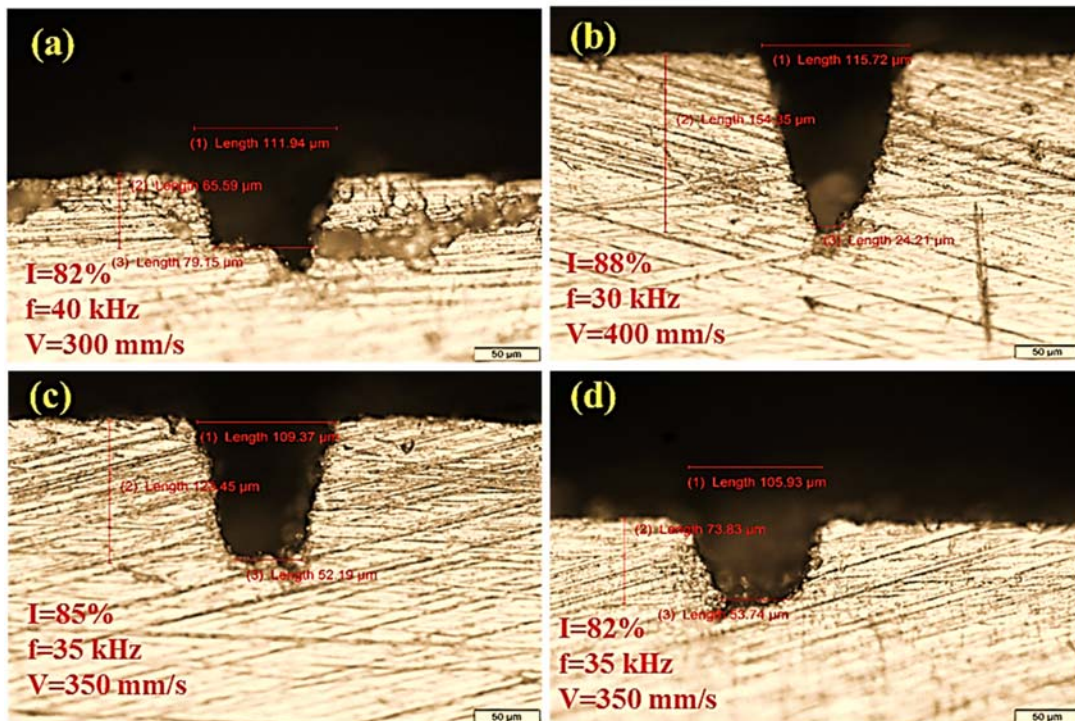 (a)
(1) Length 111.94 µm
(2) Length 65.59 µm
(3) Length 79.15 µm
I=82%
f=40 kHz
V=300 mm/s
50 µm
(b)
(1) Length 115.72 µm
(2) Length 154.35 µm
(3) Length 24.21 µm
I=88%
f=30 kHz
V=400 mm/s
50 µm
(c)
(1) Length 109.37 µm
(2) Length µm
(3) Length 52.19 µm
I=85%
f=35 kHz
V=350 mm/s
50 µm
(d)
(1) Length 105.93 µm
(2) Length 73.83 µm
(3) Length 53.74 µm
I=82%
f=35 kHz
V=350 mm/s
50 µm